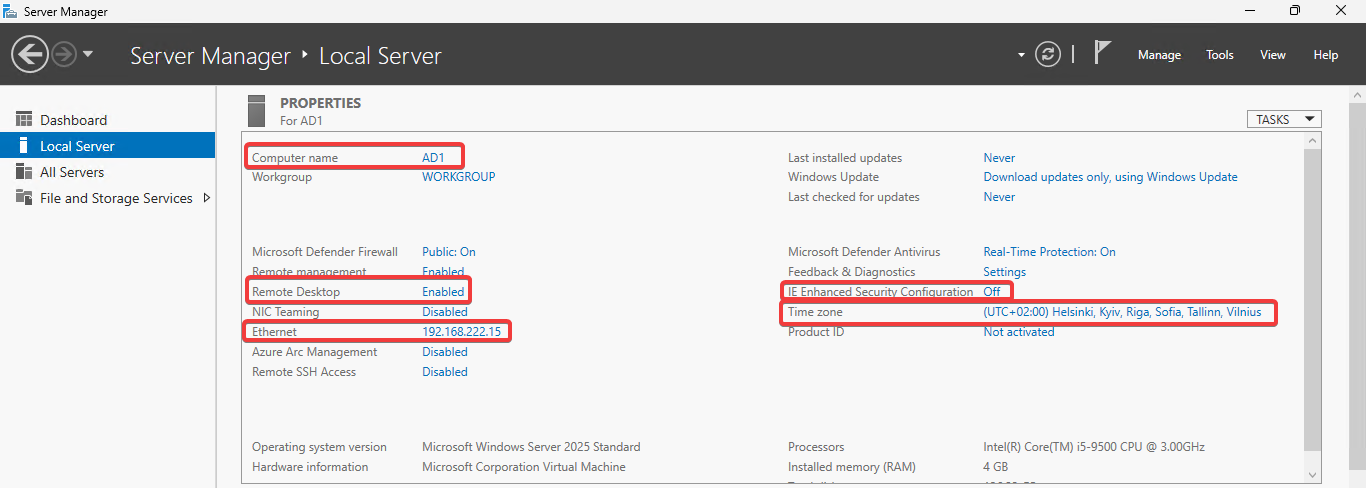 Server Manager
Server Manager ‣ Local Server
Manage Tools View Help
Dashboard
Local Server
All Servers
File and Storage Services
PROPERTIES
For AD1
TASKS
Computer name AD1
Workgroup WORKGROUP
Last installed updates Never
Windows Update Download updates only, using Windows Update
Last checked for updates Never
Microsoft Defender Firewall Public: On
Remote management Enabled
Remote Desktop Enabled
NIC Teaming Disabled
Ethernet 192.168.222.15
Azure Arc Management Disabled
Remote SSH Access Disabled
Microsoft Defender Antivirus Real-Time Protection: On
Feedback & Diagnostics Settings
IE Enhanced Security Configuration Off
Time zone (UTC+02:00) Helsinki, Kyiv, Riga, Sofia, Tallinn, Vilnius
Product ID Not activated
Operating system version Microsoft Windows Server 2025 Standard
Hardware information Microsoft Corporation Virtual Machine
Processors Intel(R) Core(TM) i5-9500 CPU @ 3.00GHz
Installed memory (RAM) 4 GB